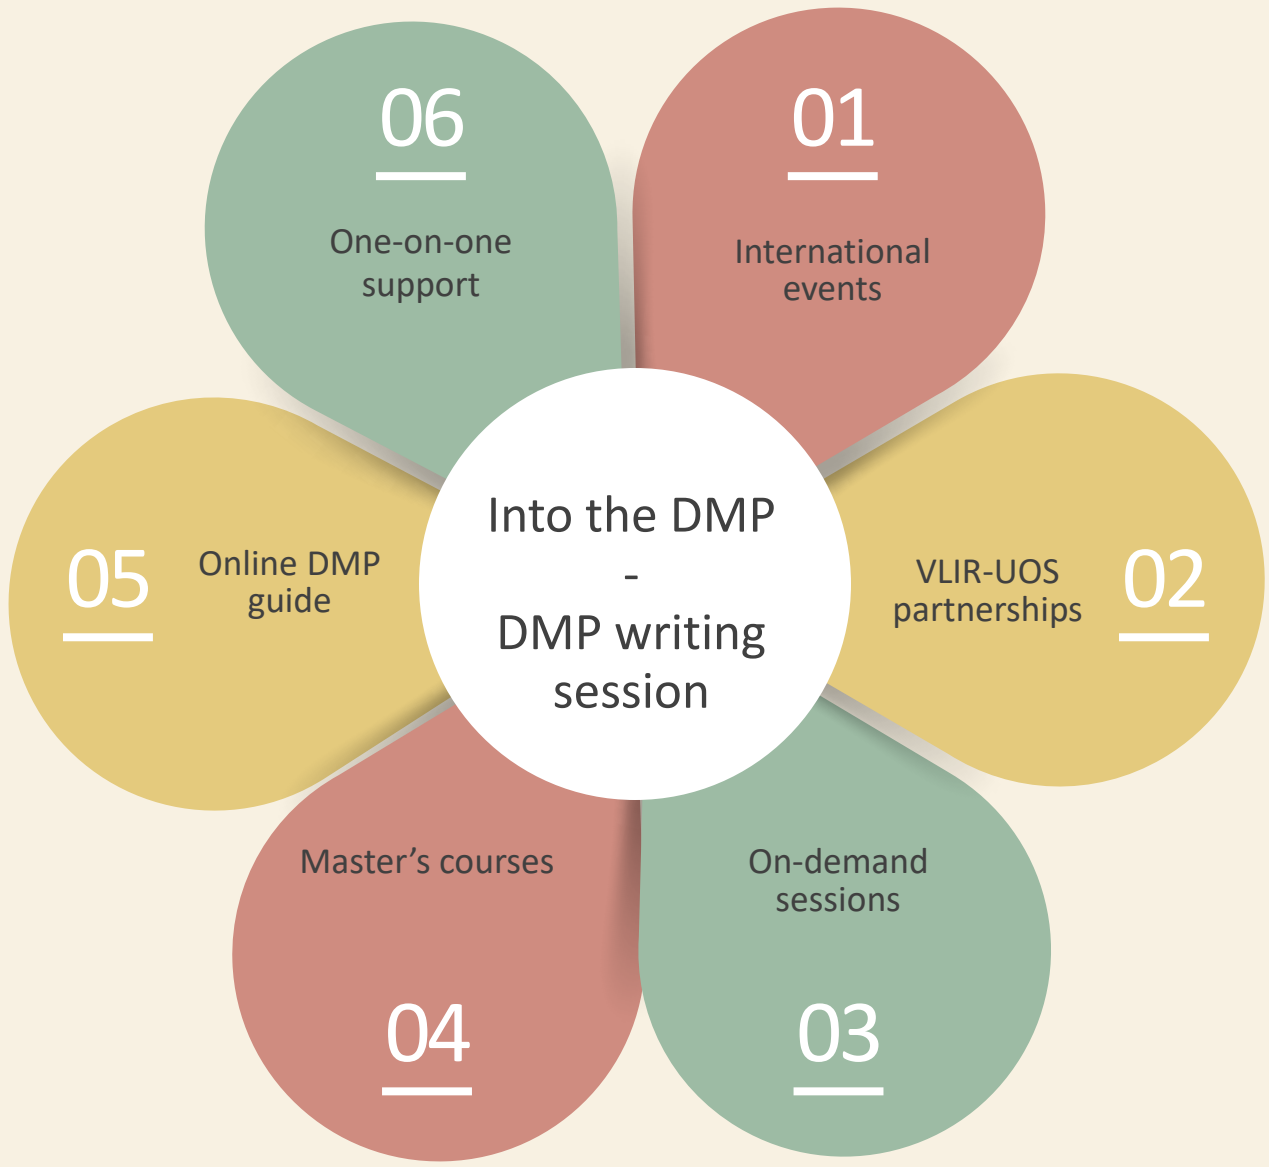 Into the DMP
-
DMP writing
session
01
International
events
02
VLIR-UOS
partnerships
03
On-demand
sessions
04
Master’s courses
05
Online DMP
guide
06
One-on-one
support